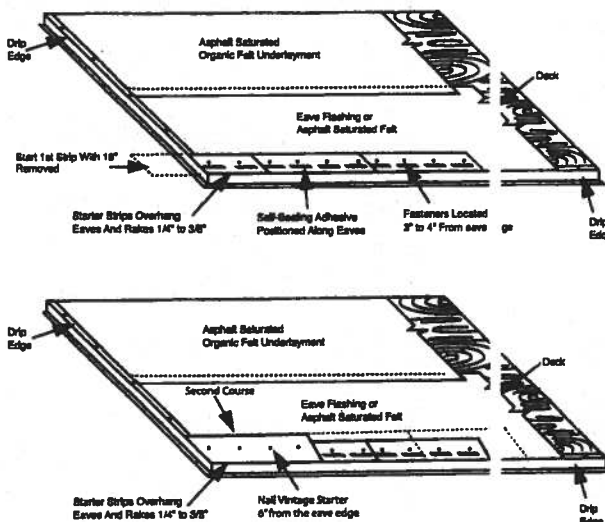 Drip
Edge
Asphalt Saturated
Organic Felt Underlayment
Deck
Eave Flashing or
Asphalt Saturated Felt
Start 1st Strip With 18"
Removed
Starter Strips Overhang
Eaves And Rakes 1/4" to 3/8"
Self-Sealing Adhesive
Positioned Along Eaves
Fasteners Located
2" to 4" From eave ge
Drip
Edge
Drip
Edge
Asphalt Saturated
Organic Felt Underlayment
Deck
Second Course
Eave Flashing or
Asphalt Saturated Felt
Starter Strips Overhang
Eaves And Rakes 1/4" to 3/8"
Nail Vintage Starter
6" from the eave edge
Drip
Edge